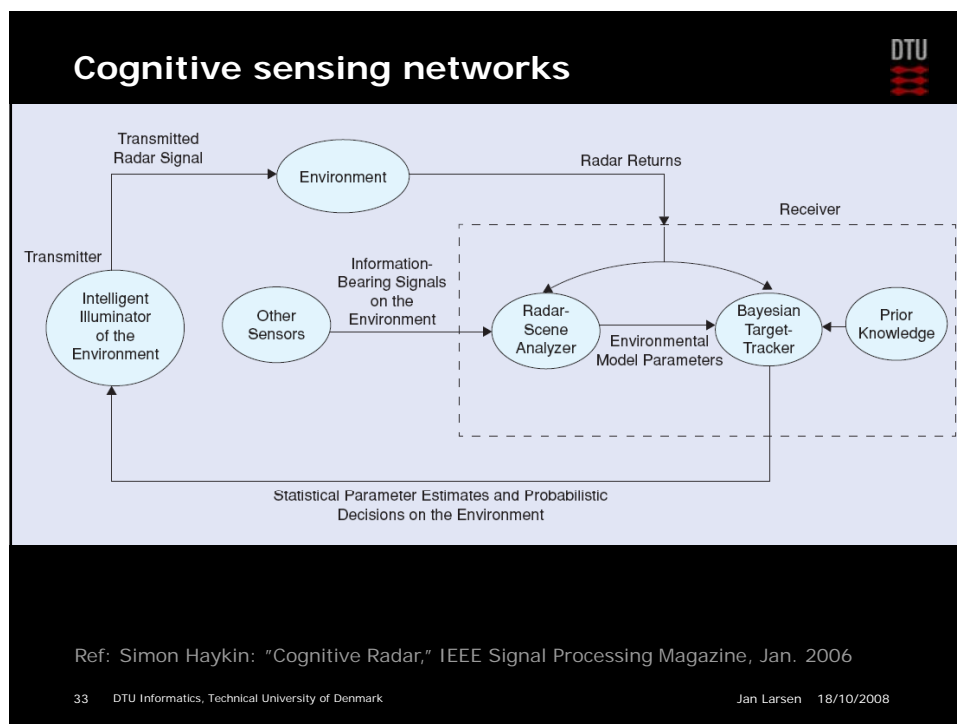 Cognitive sensing networks
DTU
Transmitted
Radar Signal
Environment
Radar Returns
Receiver
Transmitter
Intelligent
Illuminator
of the
Environment
Other
Sensors
Information-
Bearing Signals
on the
Environment
Radar-
Scene
Analyzer
Environmental
Model Parameters
Bayesian
Target-
Tracker
Prior
Knowledge
Statistical Parameter Estimates and Probabilistic
Decisions on the Environment
Ref: Simon Haykin: ”Cognitive Radar,” IEEE Signal Processing Magazine, Jan. 2006
33 DTU Informatics, Technical University of Denmark Jan Larsen 18/10/2008